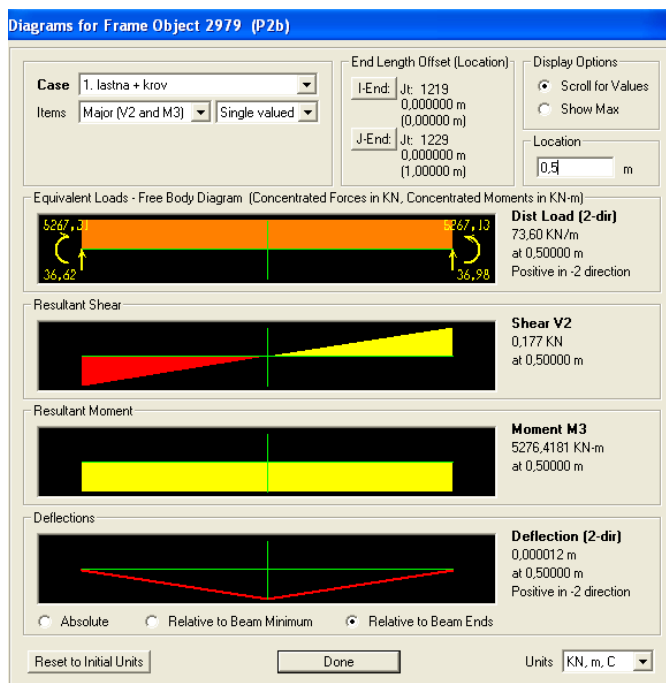 Diagrams for Frame Object 2979 (P2b)
Case 1. lastna + krov
Items Major (V2 and M3) Single valued
End Length Offset (Location)
I-End: Jt: 1219
0,000000 m
(0,00000 m)
J-End: Jt: 1229
0,000000 m
(1,00000 m)
Display Options
Scroll for Values
Show Max
Location
0,5 m
Equivalent Loads - Free Body Diagram (Concentrated Forces in KN, Concentrated Moments in KN-m)
5267,31 5267,13
36,62 36,98
Dist Load (2-dir)
73,60 KN/m
at 0,50000 m
Positive in -2 direction
Resultant Shear
Shear V2
0,177 KN
at 0,50000 m
Resultant Moment
Moment M3
5276,4181 KN-m
at 0,50000 m
Deflections
Deflection (2-dir)
0,000012 m
at 0,50000 m
Positive in -2 direction
Absolute Relative to Beam Minimum Relative to Beam Ends
Reset to Initial Units Done Units KN, m, C